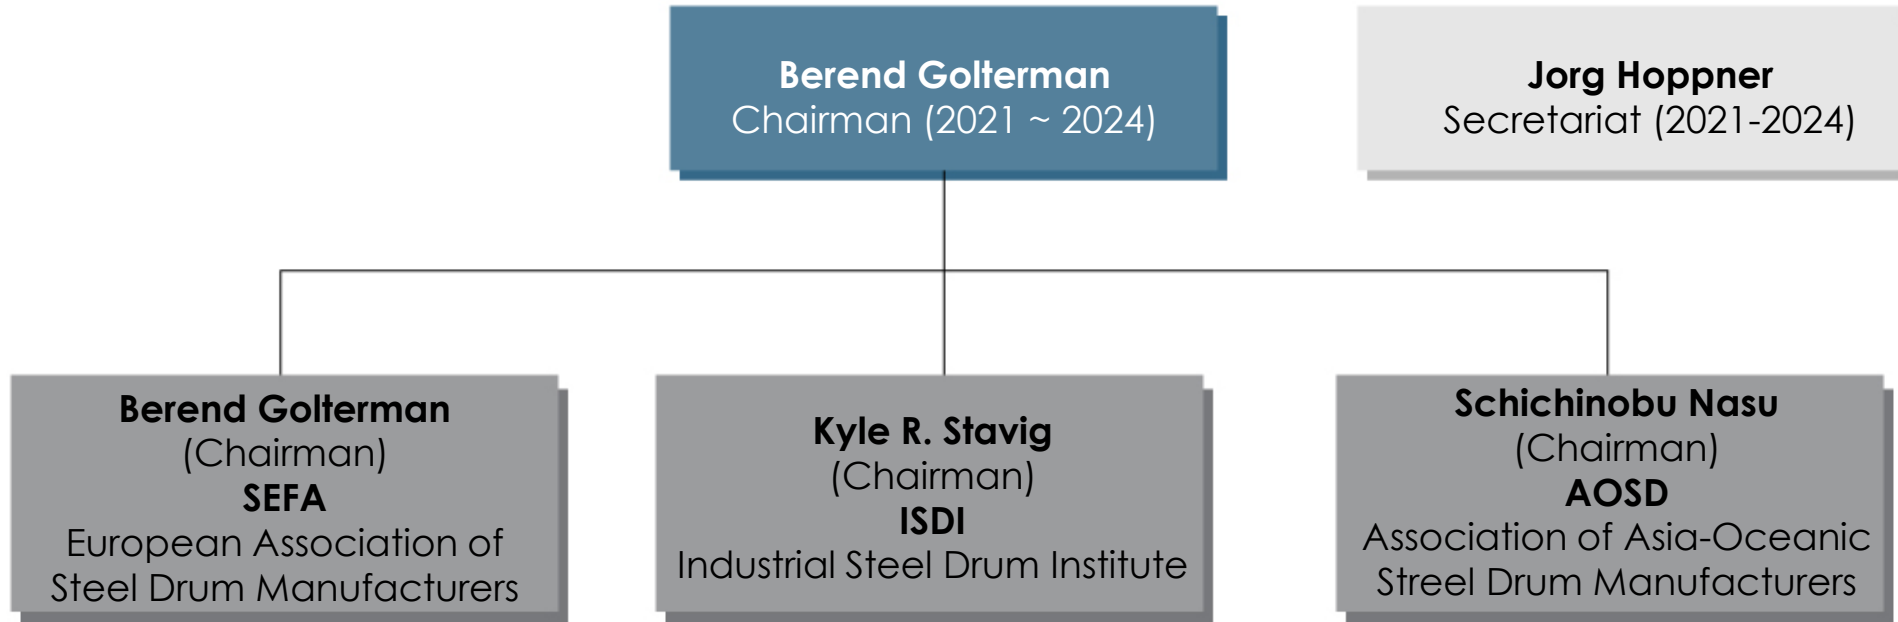 Berend Golterman
Chairman (2021 ~ 2024)
Jorg Hoppner
Secretariat (2021-2024)
Berend Golterman
(Chairman)
SEFA
European Association of
Steel Drum Manufacturers
Kyle R. Stavig
(Chairman)
ISDI
Industrial Steel Drum Institute
Schichinobu Nasu
(Chairman)
AOSD
Association of Asia-Oceanic
Streel Drum Manufacturers